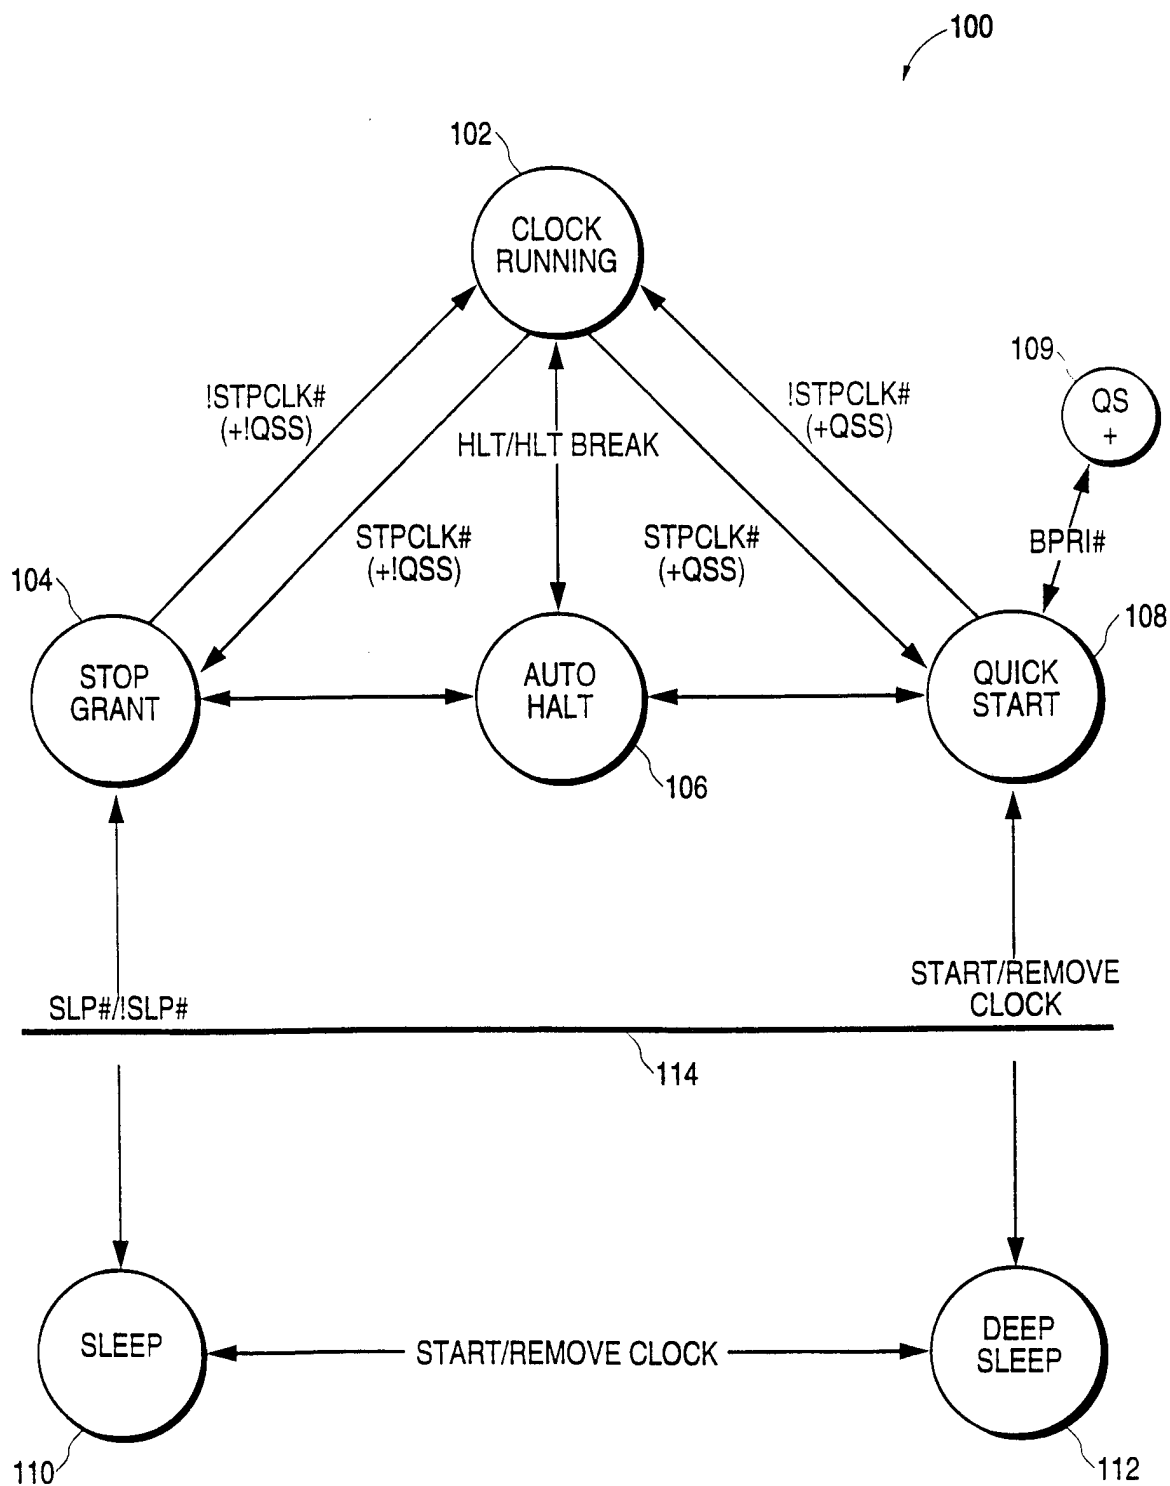 100
102
CLOCK
RUNNING
109
QS
+
!STPCLK#
(+!QSS)
HLT/HLT BREAK
!STPCLK#
(+QSS)
STPCLK#
(+!QSS)
STPCLK#
(+QSS)
BPRI#
104
STOP
GRANT
AUTO
HALT
106
QUICK
START
108
SLP#/!SLP#
START/REMOVE
CLOCK
114
SLEEP
110
START/REMOVE CLOCK
DEEP
SLEEP
112